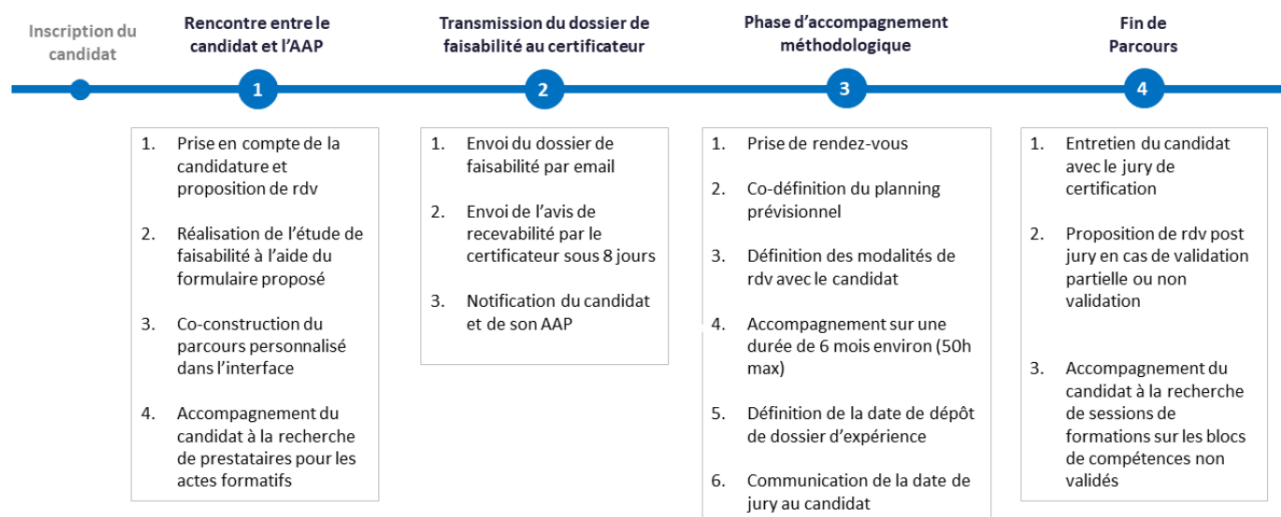 Inscription du
candidat
Rencontre entre le
candidat et l’AAP
Transmission du dossier de
faisabilité au certificateur
Phase d’accompagnement
méthodologique
Fin de
Parcours
1
2
3
4
1. Prise en compte de la
candidature et
proposition de rdv
2. Réalisation de l’étude de
faisabilité à l’aide du
formulaire proposé
3. Co-construction du
parcours personnalisé
dans l’interface
4. Accompagnement du
candidat à la recherche
de prestataires pour les
actes formatifs
1. Envoi du dossier de
faisabilité par email
2. Envoi de l’avis de
recevabilité par le
certificateur sous 8 jours
3. Notification du candidat
et de son AAP
1. Prise de rendez-vous
2. Co-définition du planning
prévisionnel
3. Définition des modalités de
rdv avec le candidat
4. Accompagnement sur une
durée de 6 mois environ (50h
max)
5. Définition de la date de dépôt
de dossier d’expérience
6. Communication de la date de
jury au candidat
1. Entretien du candidat
avec le jury de
certification
2. Proposition de rdv post
jury en cas de validation
partielle ou non
validation
3. Accompagnement du
candidat à la recherche
de sessions de
formations sur les blocs
de compétences non
validés